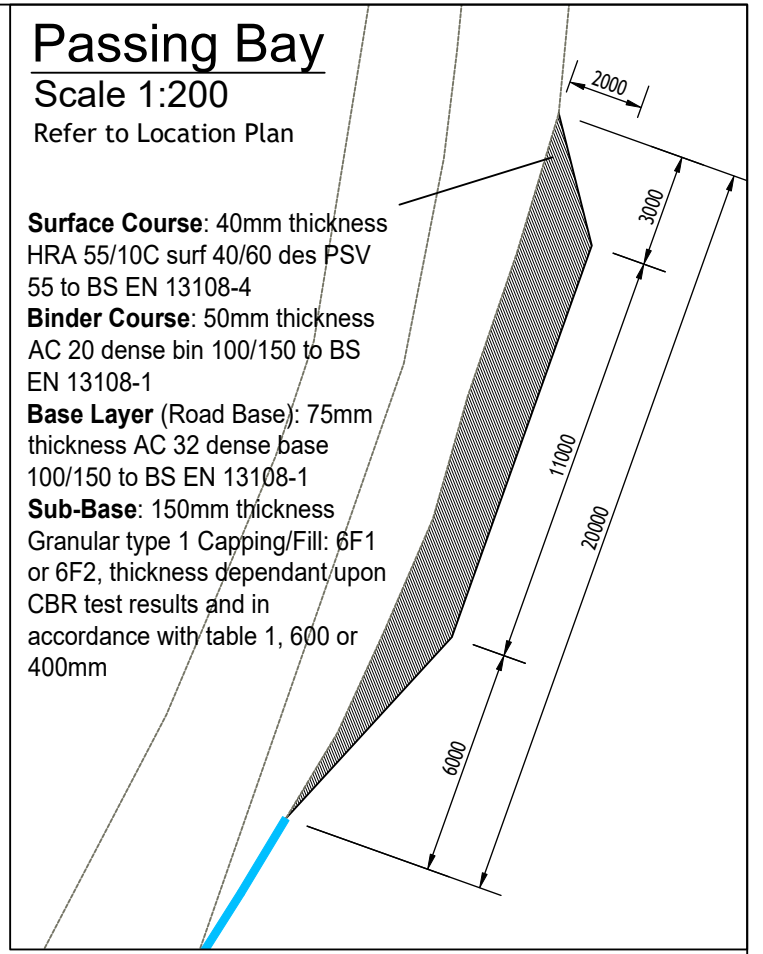 Passing Bay
Scale 1:200
Refer to Location Plan
2000
3000
Surface Course: 40mm thickness
HRA 55/10C surf 40/60 des PSV
55 to BS EN 13108-4
Binder Course: 50mm thickness
AC 20 dense bin 100/150 to BS
EN 13108-1
Base Layer (Road Base): 75mm
thickness AC 32 dense base
100/150 to BS EN 13108-1
Sub-Base: 150mm thickness
Granular type 1 Capping/Fill: 6F1
or 6F2, thickness dependant upon
CBR test results and in
accordance with table 1, 600 or
400mm
11000
20000
6000